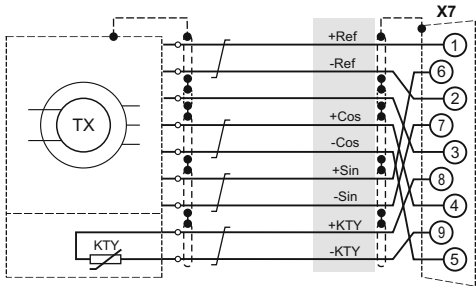 X7
+Ref
1
-Ref
6
2
TX
+Cos
7
-Cos
3
+Sin
8
-Sin
4
+KTY
9
KTY
-KTY
5